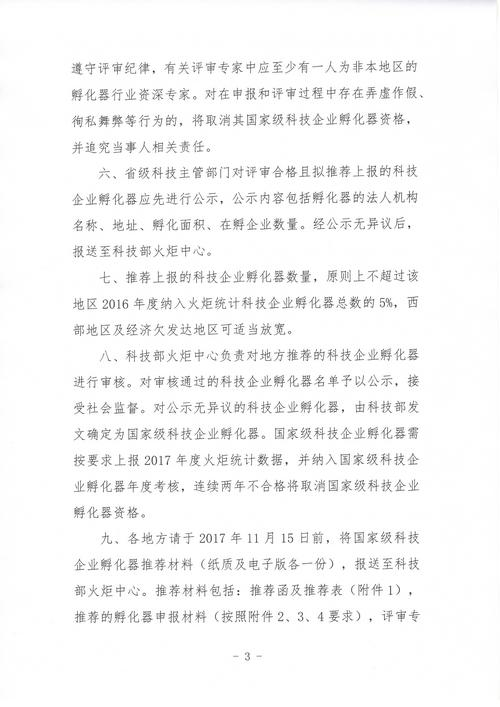 遵守评审纪律，有关评审专家中应至少有一人为非本地区的
孵化器行业资深专家。对在申报和评审过程中存在弄虚作假、
徇私舞弊等行为的，将取消其国家级科技企业孵化器资格，
并追究当事人相关责任。
六、省级科技主管部门对评审合格且拟推荐上报的科技
企业孵化器应先进行公示，公示内容包括孵化器的法人机构
名称、地址、孵化面积、在孵企业数量。经公示无异议后，
报送至科技部火炬中心。
七、推荐上报的科技企业孵化器数量，原则上不超过该
地区 2016 年度纳入火炬统计科技企业孵化器总数的 5%，西
部地区及经济欠发达地区可适当放宽。
八、科技部火炬中心负责对地方推荐的科技企业孵化器
进行审核。对审核通过的科技企业孵化器名单予以公示，接
受社会监督。对公示无异议的科技企业孵化器，由科技部发
文确定为国家级科技企业孵化器。国家级科技企业孵化器需
按要求上报 2017 年度火炬统计数据，并纳入国家级科技企
业孵化器年度考核，连续两年不合格将取消国家级科技企业
孵化器资格。
九、各地方请于 2017 年 11 月 15 日前，将国家级科技
企业孵化器推荐材料（纸质及电子版各一份），报送至科技
部火炬中心。推荐材料包括：推荐函及推荐表（附件 1），
推荐的孵化器申报材料（按照附件 2、3、4 要求），评审专
- 3 -